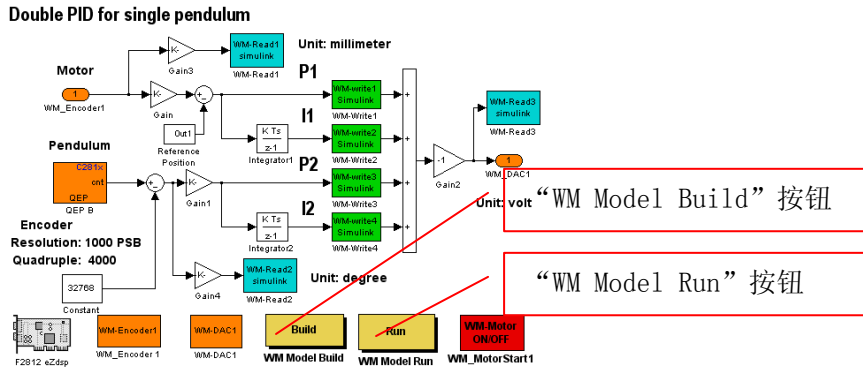 Double PID for single pendulum
K-
Gain3
WM-Read1
simulink
WM-Read1
Unit: millimeter
Motor
1
WM_Encoder1
K-
Gain
Out1
Reference
Position
P1
WM-write1
Simulink
WM-Write1
I1
K Ts
z-1
Integrator1
WM-write2
Simulink
WM-Write2
-1
Gain2
WM-Read3
simulink
WM-Read3
1
WM_DAC1
Unit: volt
Pendulum
C281x
cnt
QEP
QEP B
K-
Gain1
P2
WM-write3
Simulink
WM-Write3
I2
K Ts
z-1
Integrator2
WM-write4
Simulink
WM-Write4
Encoder
Resolution: 1000 PSB
Quadruple: 4000
32768
Constant
K-
Gain4
WM-Read2
simulink
WM-Read2
Unit: degree
“WM Model Build”按钮
“WM Model Run”按钮
F2812 eZdsp
WM-Encoder1
WM_Encoder 1
WM-DAC1
WM-DAC1
Build
WM Model Build
Run
WM Model Run
WM-Motor
ON/OFF
WM_MotorStart1